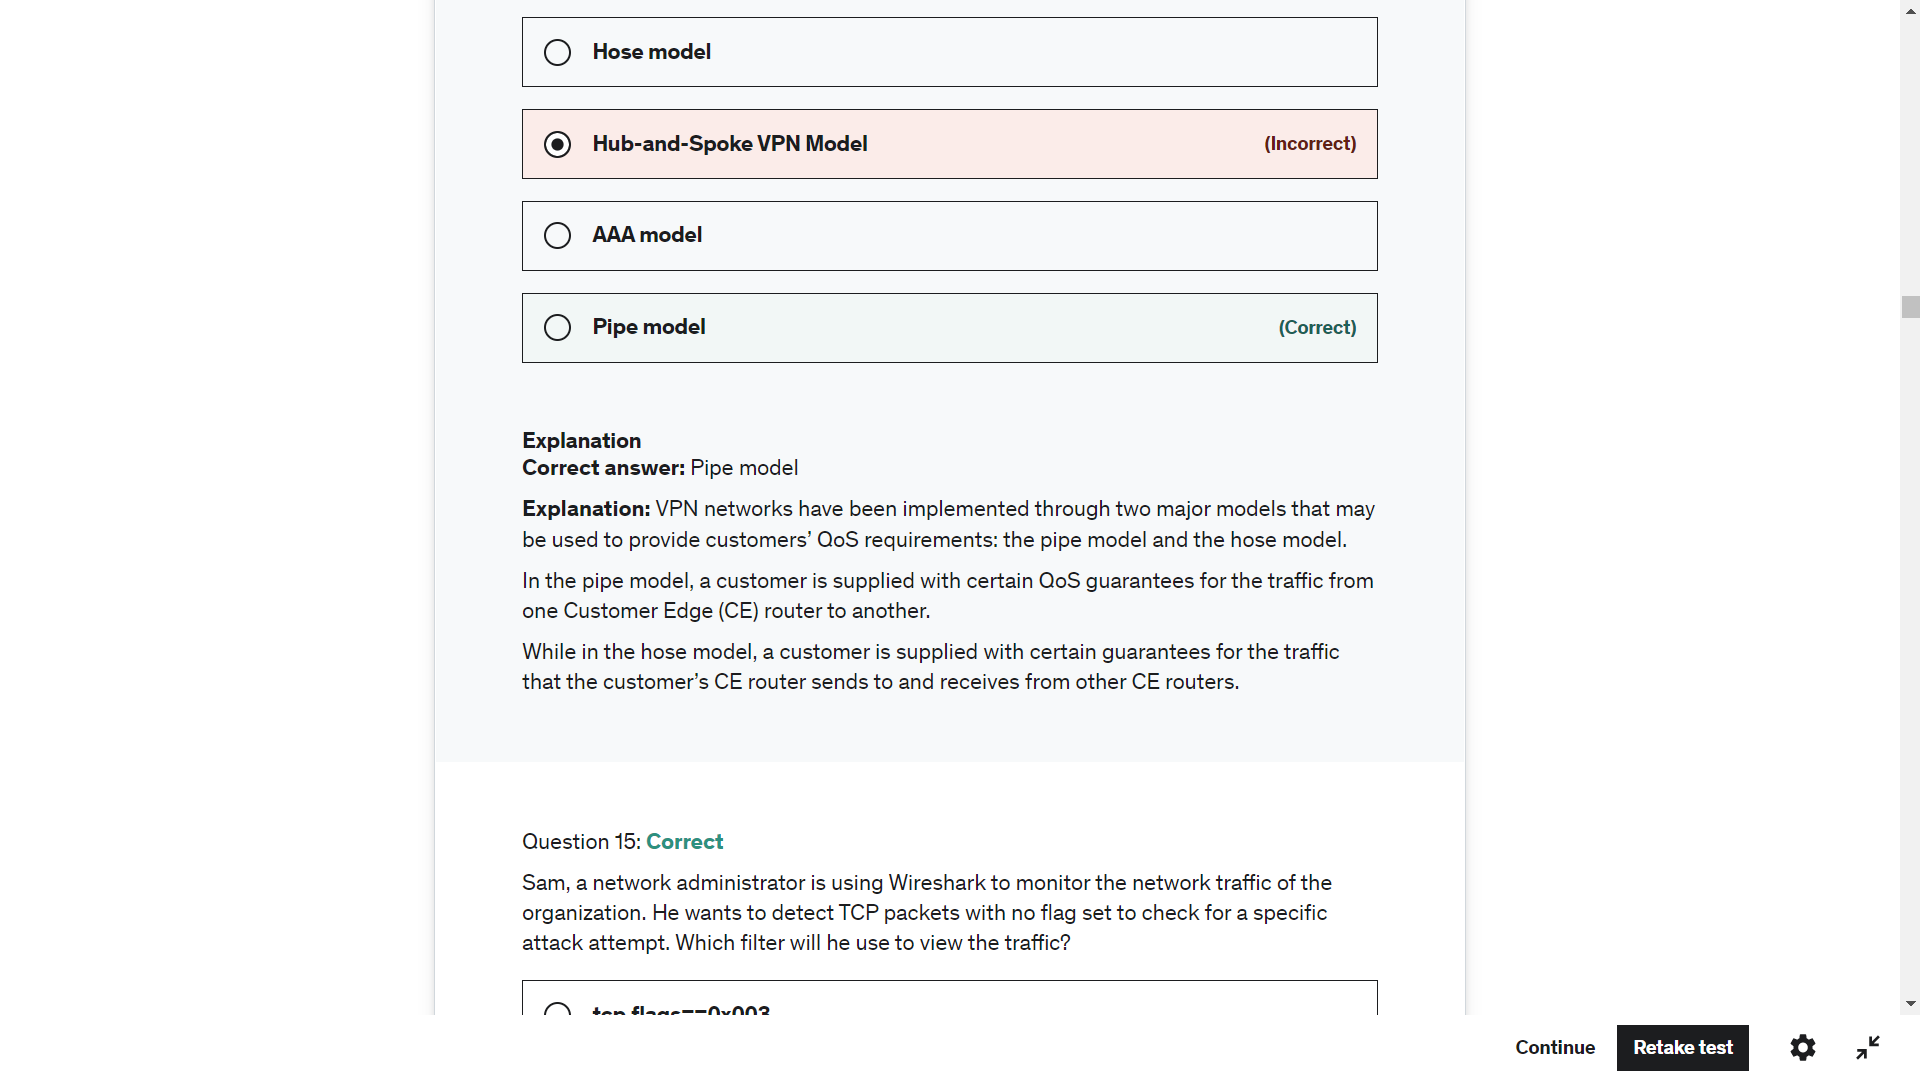 Hose model
Hub-and-Spoke VPN Model (Incorrect)
AAA model
Pipe model (Correct)
Explanation
Correct answer: Pipe model
Explanation: VPN networks have been implemented through two major models that may
be used to provide customers’ QoS requirements: the pipe model and the hose model.
In the pipe model, a customer is supplied with certain QoS guarantees for the traffic from
one Customer Edge (CE) router to another.
While in the hose model, a customer is supplied with certain guarantees for the traffic
that the customer’s CE router sends to and receives from other CE routers.
Question 15: Correct
Sam, a network administrator is using Wireshark to monitor the network traffic of the
organization. He wants to detect TCP packets with no flag set to check for a specific
attack attempt. Which filter will he use to view the traffic?
tcp.flags==0x003
Continue
Retake test